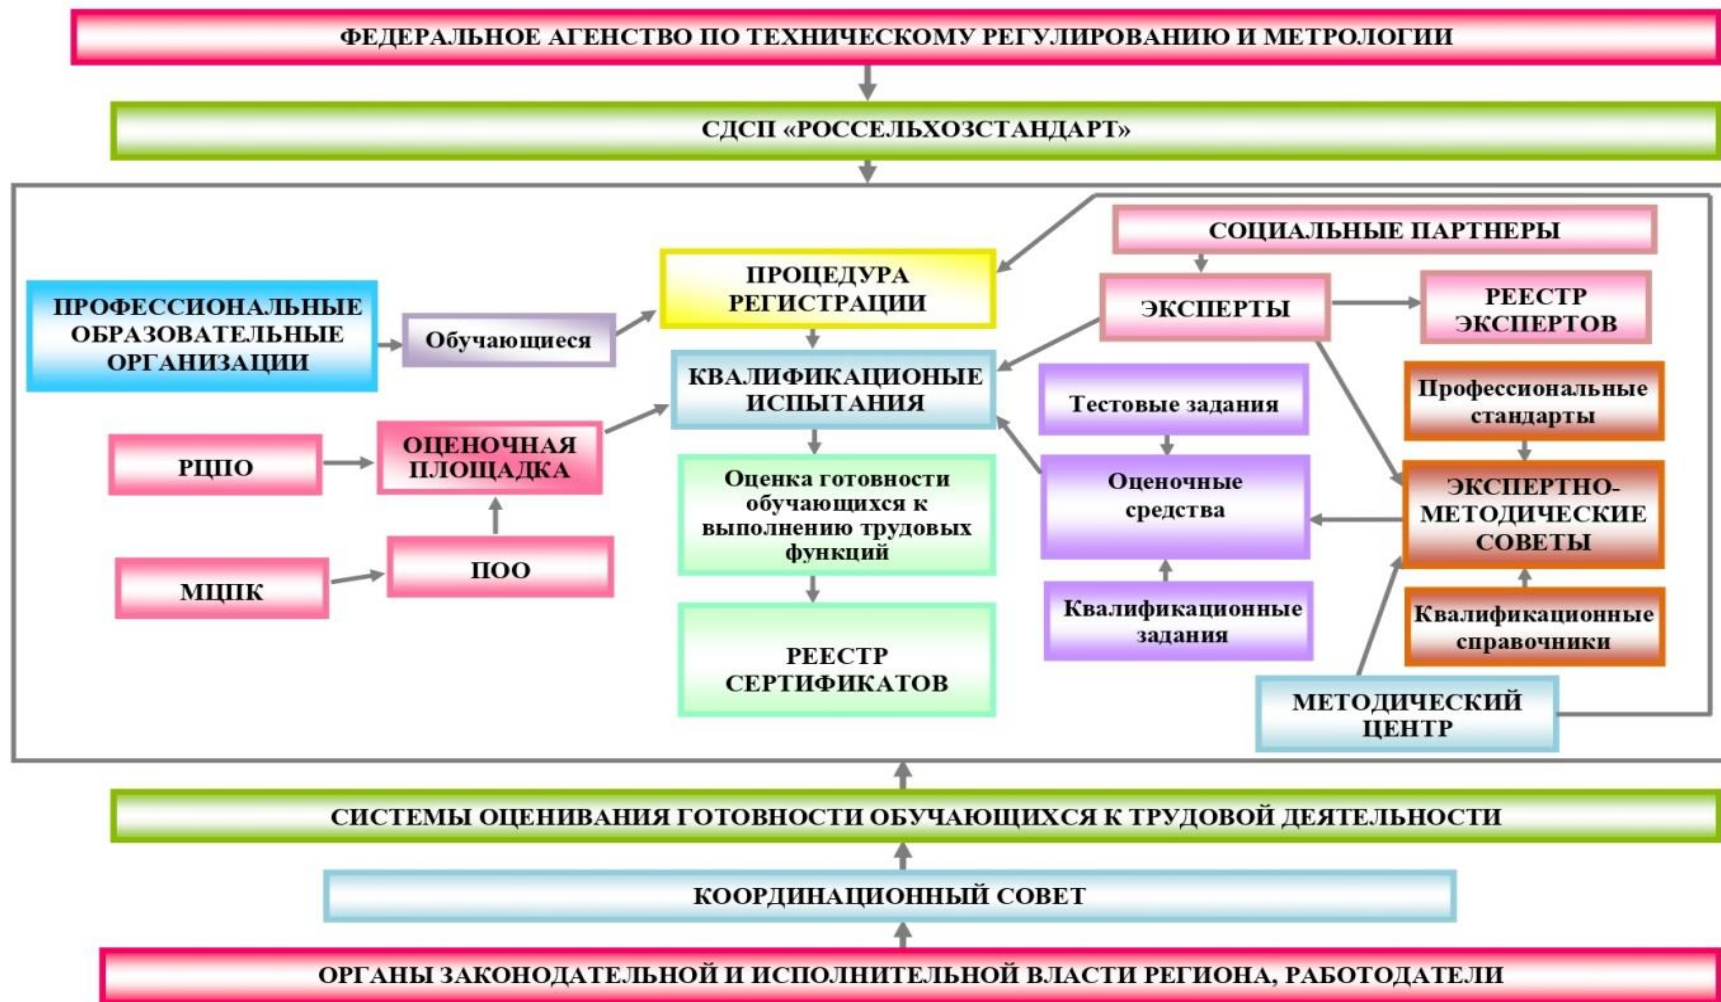 ФЕДЕРАЛЬНОЕ АГЕНСТВО ПО ТЕХНИЧЕСКОМУ РЕГУЛИРОВАНИЮ И МЕТРОЛОГИИ
СДСП «РОССЕЛЬХОЗСТАНДАРТ»
СОЦИАЛЬНЫЕ ПАРТНЕРЫ
ПРОФЕССИОНАЛЬНЫЕ
ОБРАЗОВАТЕЛЬНЫЕ
ОРГАНИЗАЦИИ
Обучающиеся
ПРОЦЕДУРА
РЕГИСТРАЦИИ
ЭКСПЕРТЫ
РЕЕСТР
ЭКСПЕРТОВ
КВАЛИФИКАЦИОНЫЕ
ИСПЫТАНИЯ
Тестовые задания
Профессиональные
стандарты
РЦПО
ОЦЕНОЧНАЯ
ПЛОЩАДКА
Оценка готовности
обучающихся к
выполнению трудовых
функций
Оценочные
средства
ЭКСПЕРТНО-
МЕТОДИЧЕСКИЕ
СОВЕТЫ
МЦПК
ПОО
Квалификационные
задания
Квалификационные
справочники
РЕЕСТР
СЕРТИФИКАТОВ
МЕТОДИЧЕСКИЙ
ЦЕНТР
СИСТЕМЫ ОЦЕНИВАНИЯ ГОТОВНОСТИ ОБУЧАЮЩИХСЯ К ТРУДОВОЙ ДЕЯТЕЛЬНОСТИ
КООРДИНАЦИОННЫЙ СОВЕТ
ОРГАНЫ ЗАКОНОДАТЕЛЬНОЙ И ИСПОЛНИТЕЛЬНОЙ ВЛАСТИ РЕГИОНА, РАБОТОДАТЕЛИ